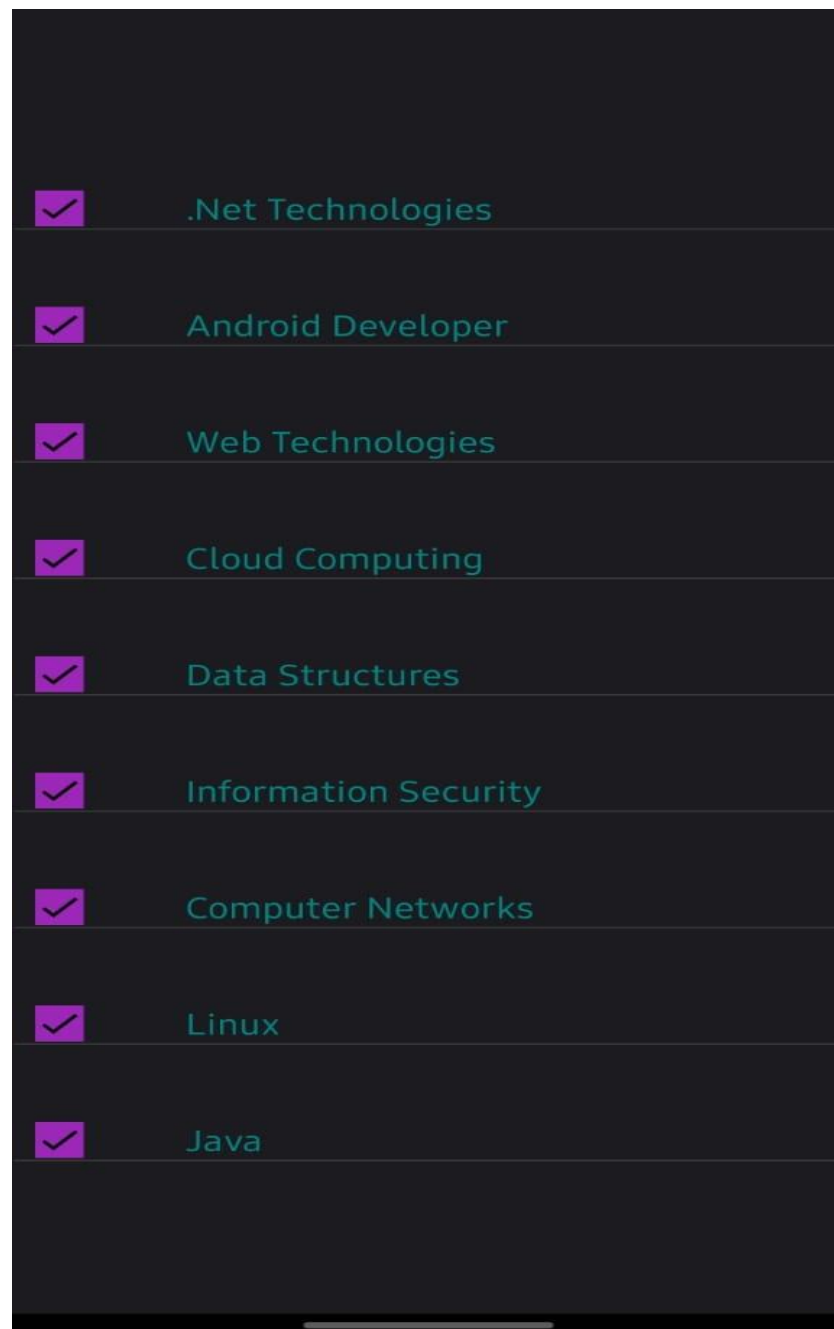 .Net Technologies
Android Developer
Web Technologies
Cloud Computing
Data Structures
Information Security
Computer Networks
Linux
Java